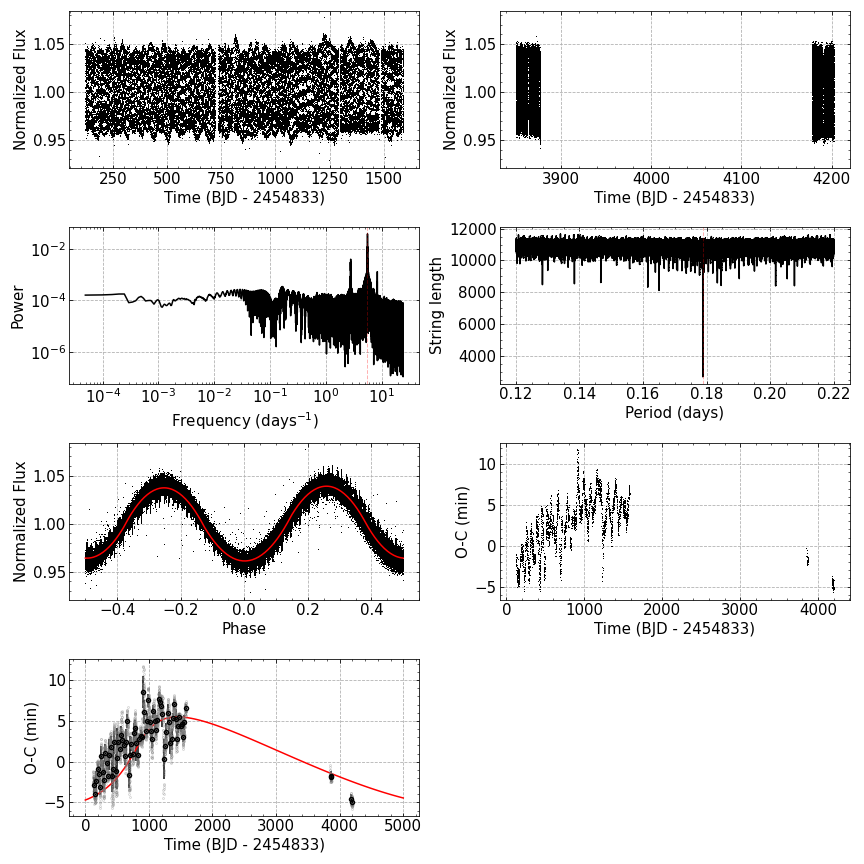 1.05
1.00
0.95
Normalized Flux
250 500 750 1000 1250 1500
Time (BJD - 2454833)
1.05
1.00
0.95
Normalized Flux
3900 4000 4100 4200
Time (BJD - 2454833)
10⁻²
10⁻⁴
10⁻⁶
Power
10⁻⁴ 10⁻³ 10⁻² 10⁻¹ 10⁰ 10¹
Frequency (days⁻¹)
12000
10000
8000
6000
4000
String length
0.12 0.14 0.16 0.18 0.20 0.22
Period (days)
1.05
1.00
0.95
Normalized Flux
−0.4 −0.2 0.0 0.2 0.4
Phase
10
5
0
−5
O-C (min)
0 1000 2000 3000 4000
Time (BJD - 2454833)
10
5
0
−5
O-C (min)
0 1000 2000 3000 4000 5000
Time (BJD - 2454833)